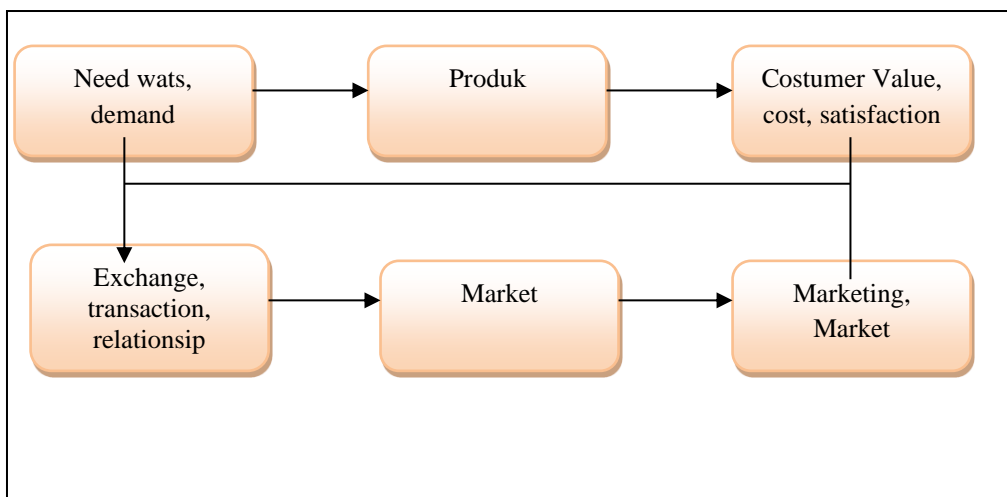 Need wats,
demand
Produk
Costumer Value,
cost, satisfaction
Exchange,
transaction,
relationsip
Market
Marketing,
Market